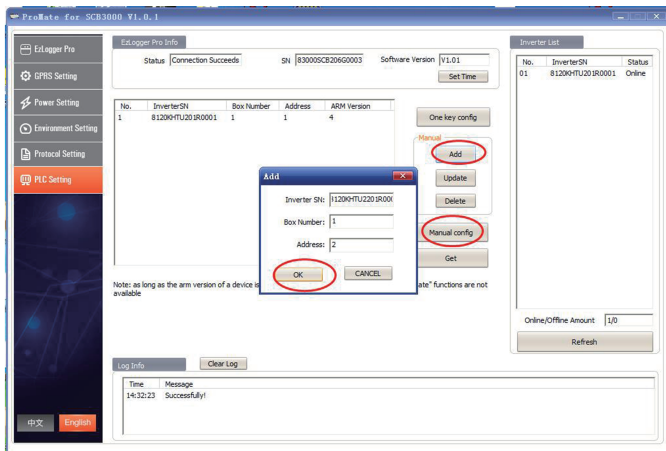 ProMate for SCB3000 V1.0.1
EzLogger Pro
GPRS Setting
Power Setting
Environment Setting
Protocol Setting
PLC Setting
中文
English
EzLogger Pro Info
Status Connection Succeeds SN 83000SCB206G0003 Software Version V1.01
Set Time
No. InverterSN Box Number Address ARM Version
1 8120KHTU201R0001 1 1 4
One key config
Manual
Add
Update
Delete
Manual config
Get
Add
Inverter SN:
Box Number: 1
Address: 2
OK CANCEL
Note: as long as the arm version of a device is
ate" functions are not
available
Log Info
Clear Log
Time Message
14:32:23 Successfully!
Inverter List
No. InverterSN Status
01 8120KHTU201R0001 Online
Online/Offline Amount 1/0
Refresh